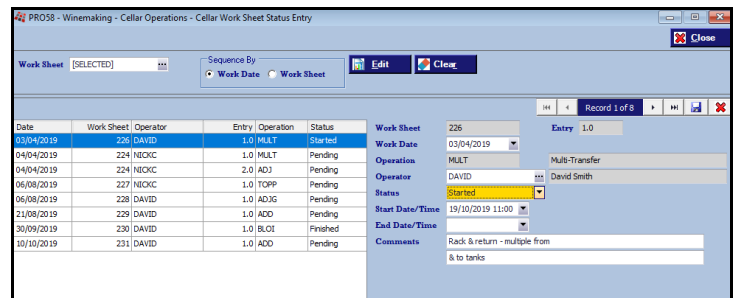 PRO58 - Winemaking - Cellar Operations - Cellar Work Sheet Status Entry
Close
Work Sheet [SELECTED] ...
Sequence By
Work Date Work Sheet
Edit Clear
Record 1 of 8
Date Work Sheet Operator Entry Operation Status
03/04/2019 226 DAVID 1.0 MULT Started
04/04/2019 224 NICKC 1.0 MULT Pending
04/04/2019 224 NICKC 2.0 ADJ Pending
06/08/2019 227 NICKC 1.0 TOPP Pending
06/08/2019 228 DAVID 1.0 ADJG Pending
21/08/2019 229 DAVID 1.0 ADD Pending
30/09/2019 230 DAVID 1.0 BLOI Finished
10/10/2019 231 DAVID 1.0 ADD Pending
Work Sheet 226 Entry 1.0
Work Date 03/04/2019
Operation MULT Multi-Transfer
Operator DAVID ... David Smith
Status Started
Start Date/Time 19/10/2019 11:00
End Date/Time
Comments Rack & return - multiple from
& to tanks